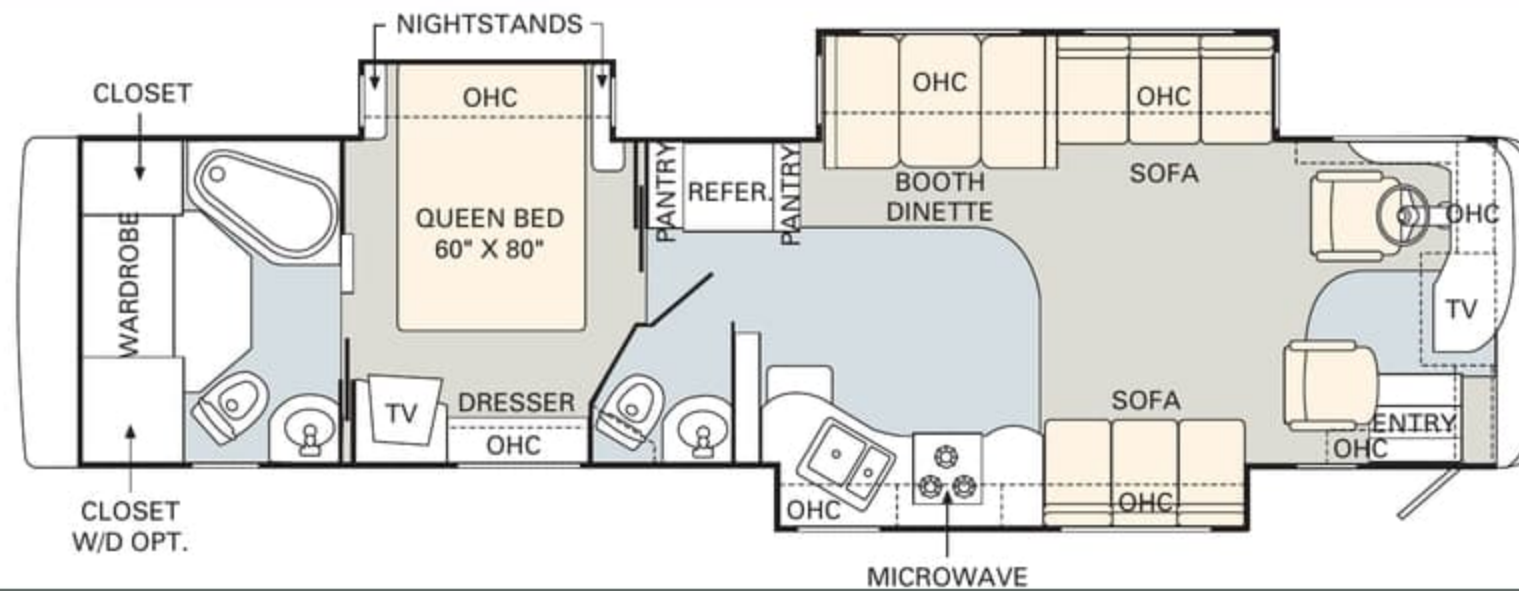 NIGHTSTANDS
CLOSET
OHC
OHC
OHC
PANTRY
REFER.
PANTRY
BOOTH
DINETTE
SOFA
OHC
QUEEN BED
60" X 80"
WARDROBE
TV
TV
DRESSER
OHC
SOFA
ENTRY
OHC
OHC
OHC
CLOSET
W/D OPT.
MICROWAVE